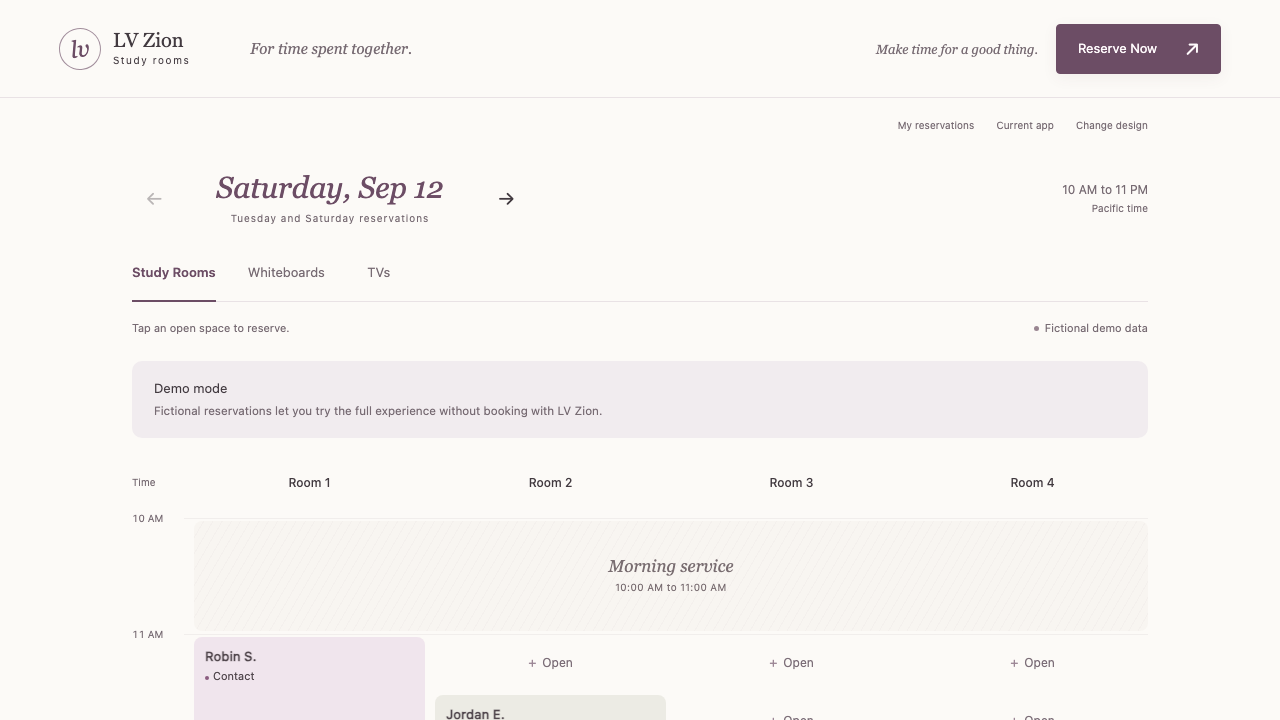 lv
LV Zion
Study rooms
For time spent together.
Make time for a good thing.
Reserve Now
My reservations
Current app
Change design
Saturday, Sep 12
Tuesday and Saturday reservations
10 AM to 11 PM
Pacific time
Study Rooms
Whiteboards
TVs
Tap an open space to reserve.
Fictional demo data
Demo mode
Fictional reservations let you try the full experience without booking with LV Zion.
Time
Room 1
Room 2
Room 3
Room 4
10 AM
Morning service
10:00 AM to 11:00 AM
11 AM
Robin S.
Contact
+ Open
+ Open
+ Open
Jordan E.
+ Open
+ Open